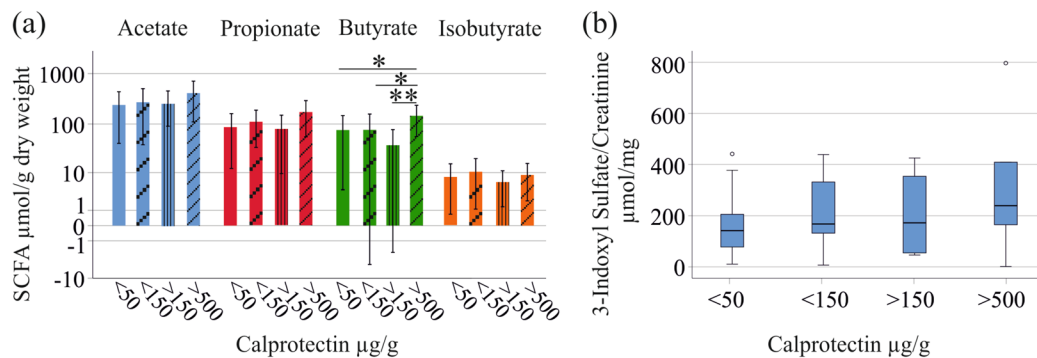 (a)
Acetate Propionate Butyrate Isobutyrate
SCFA µmol/g dry weight
1000
100
10
1
0
-1
-10
*
*
**
<50 <150 >150 >500 <50 <150 >150 >500 <50 <150 >150 >500 <50 <150 >150 >500
Calprotectin µg/g
(b)
3-Indoxyl Sulfate/Creatinine
µmol/mg
800
600
400
200
0
<50 <150 >150 >500
Calprotectin µg/g